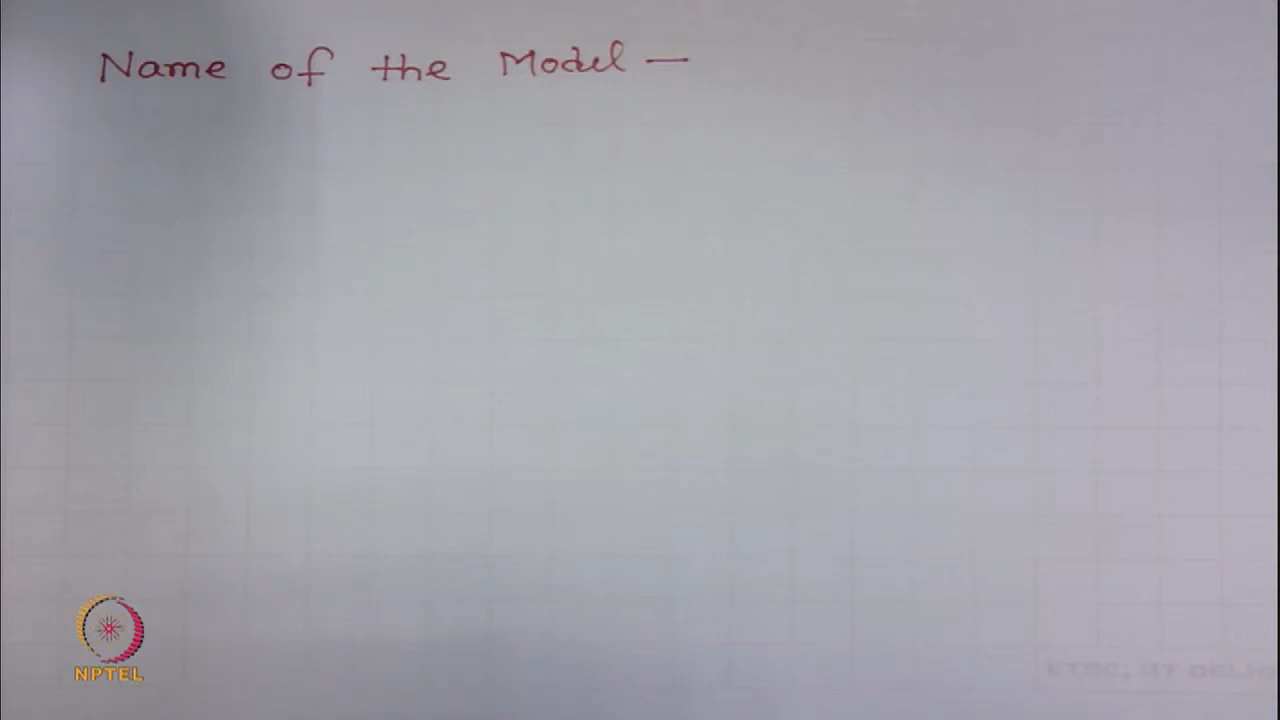 Name of the Model —
NPTEL